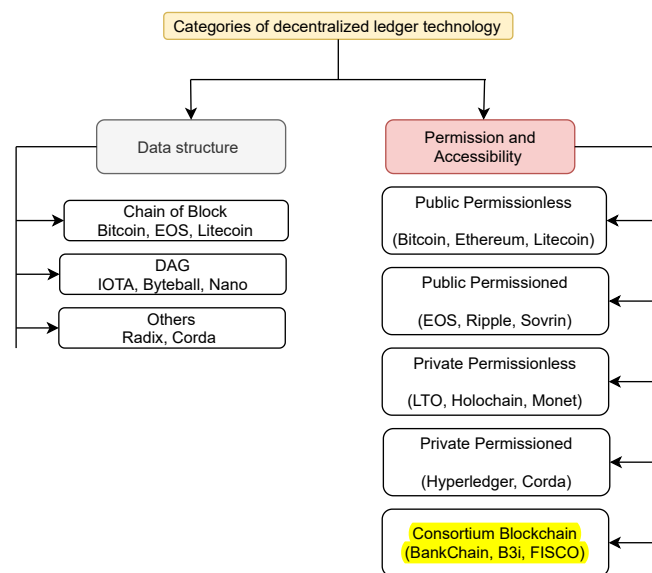 Categories of decentralized ledger technology
Data structure
Chain of Block
Bitcoin, EOS, Litecoin
DAG
IOTA, Byteball, Nano
Others
Radix, Corda
Permission and
Accessibility
Public Permissionless
(Bitcoin, Ethereum, Litecoin)
Public Permissioned
(EOS, Ripple, Sovrin)
Private Permissionless
(LTO, Holochain, Monet)
Private Permissioned
(Hyperledger, Corda)
Consortium Blockchain
(BankChain, B3i, FISCO)